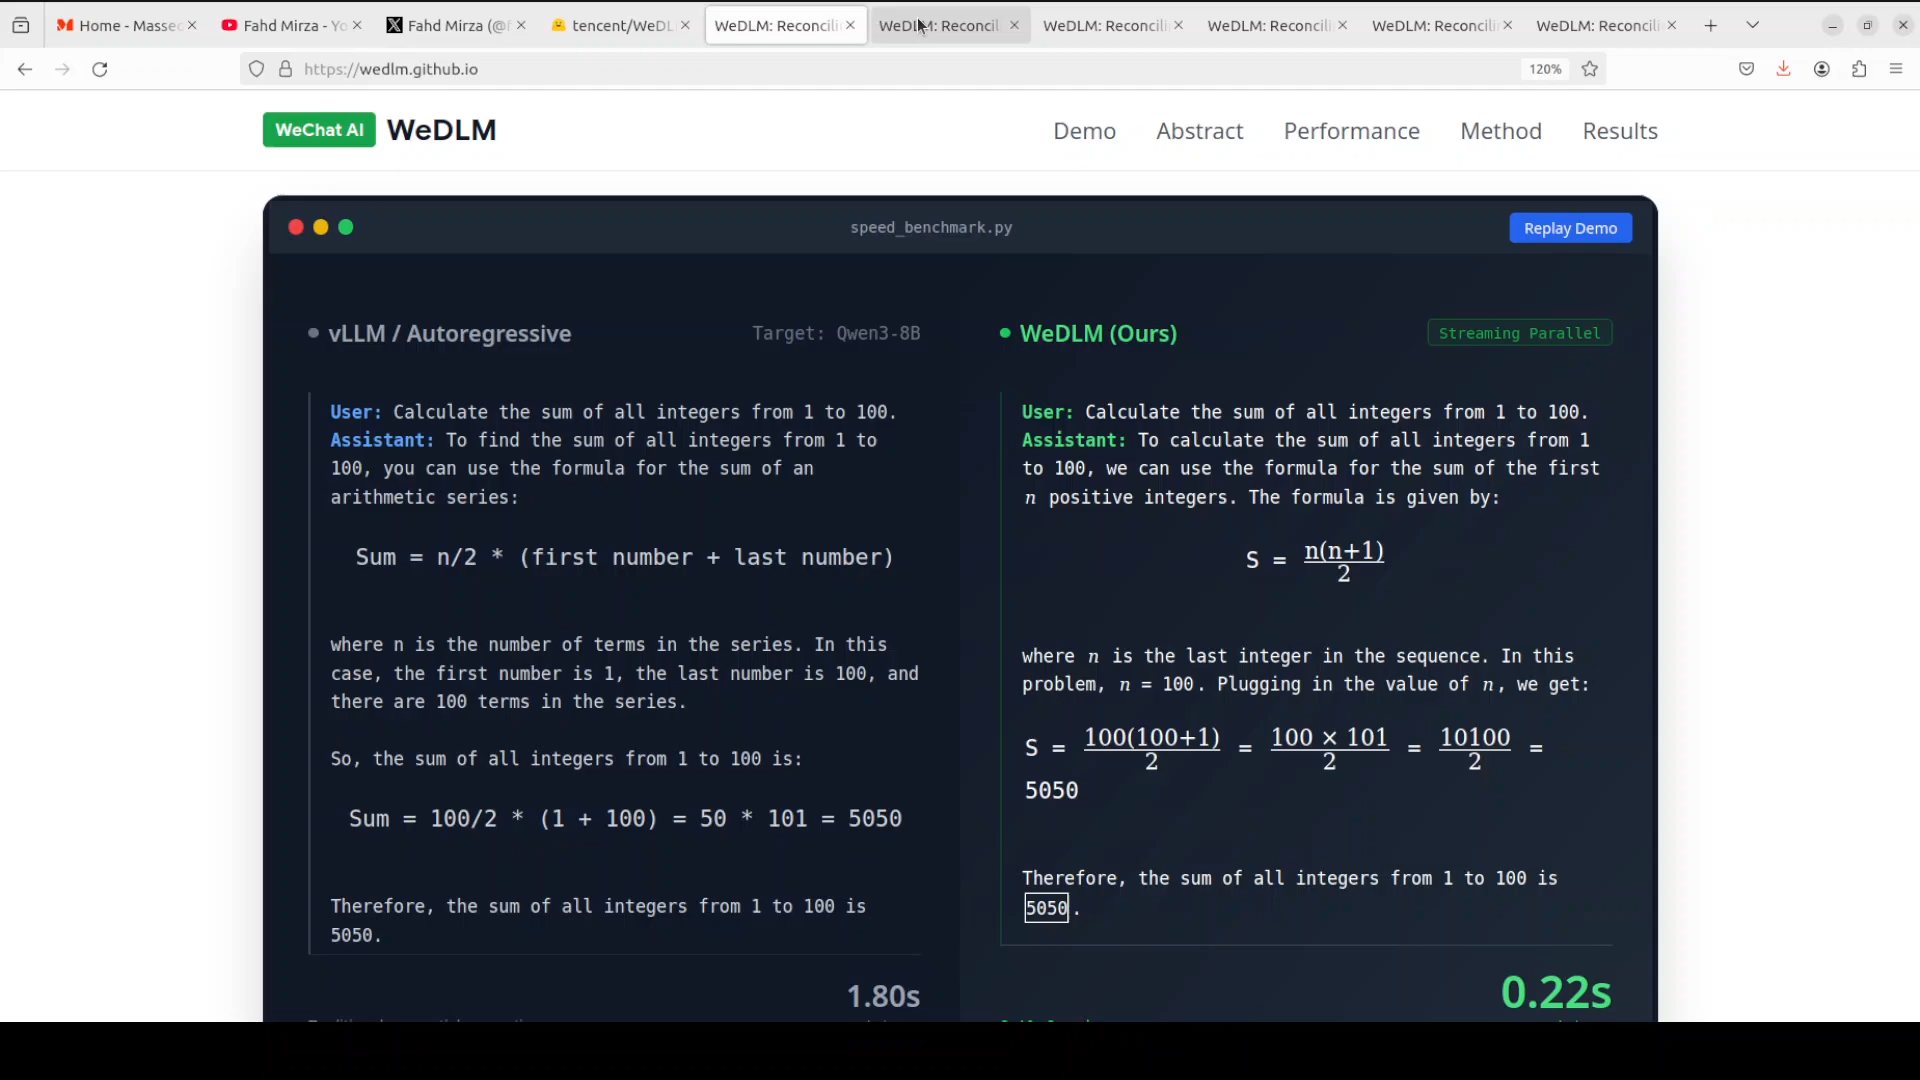 Home - Massec
Fahd Mirza - Yo
Fahd Mirza (@f
tencent/WeDL
WeDLM: Reconcili
WeDLM: Reconcil
WeDLM: Reconcili
WeDLM: Reconcili
WeDLM: Reconcili
WeDLM: Reconcili
https://wedlm.github.io
120%
WeChat AI WeDLM
Demo Abstract Performance Method Results
speed_benchmark.py
Replay Demo
vLLM / Autoregressive
Target: Qwen3-8B
User: Calculate the sum of all integers from 1 to 100.
Assistant: To find the sum of all integers from 1 to
100, you can use the formula for the sum of an
arithmetic series:
Sum = n/2 * (first number + last number)
where n is the number of terms in the series. In this
case, the first number is 1, the last number is 100, and
there are 100 terms in the series.
So, the sum of all integers from 1 to 100 is:
Sum = 100/2 * (1 + 100) = 50 * 101 = 5050
Therefore, the sum of all integers from 1 to 100 is
5050.
1.80s
WeDLM (Ours)
Streaming Parallel
User: Calculate the sum of all integers from 1 to 100.
Assistant: To calculate the sum of all integers from 1
to 100, we can use the formula for the sum of the first
n positive integers. The formula is given by:
S = n(n+1)/2
where n is the last integer in the sequence. In this
problem, n = 100. Plugging in the value of n, we get:
S = 100(100+1)/2 = 100 × 101/2 = 10100/2 =
5050
Therefore, the sum of all integers from 1 to 100 is
5050.
0.22s